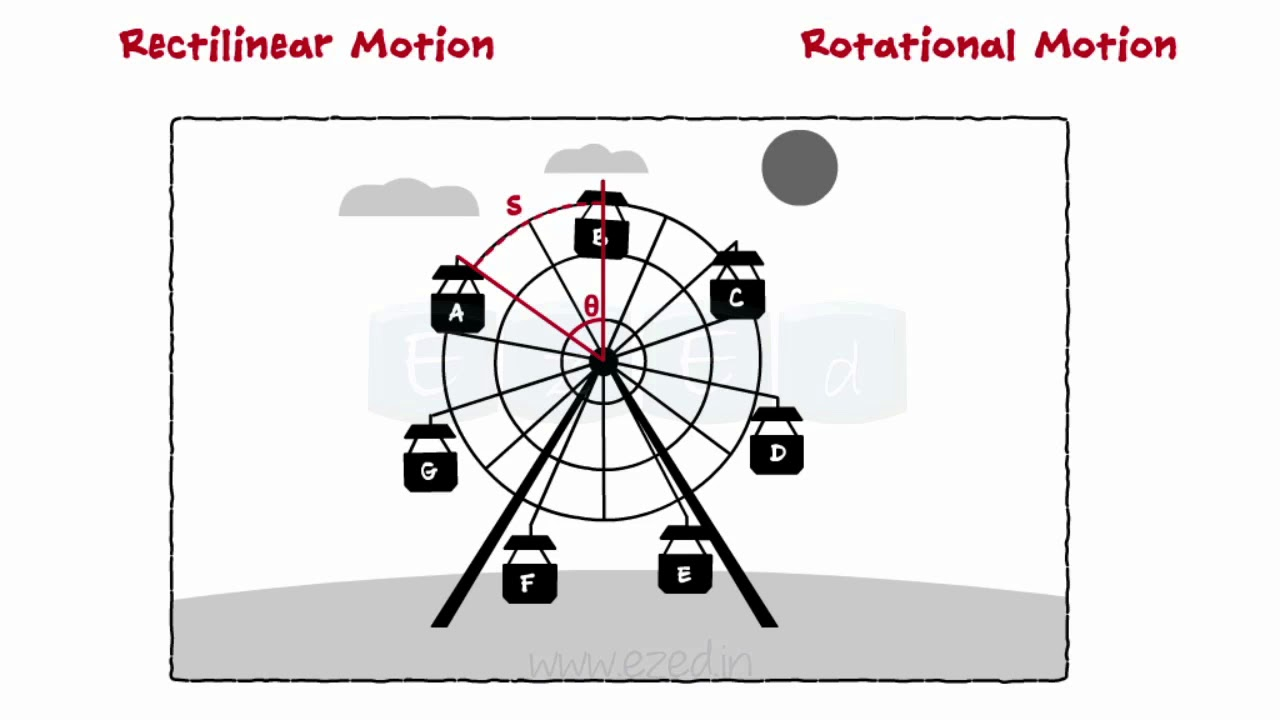 Rectilinear Motion
Rotational Motion
S
B
θ
A
C
E z E d
D
G
F
E
www.ezed.in